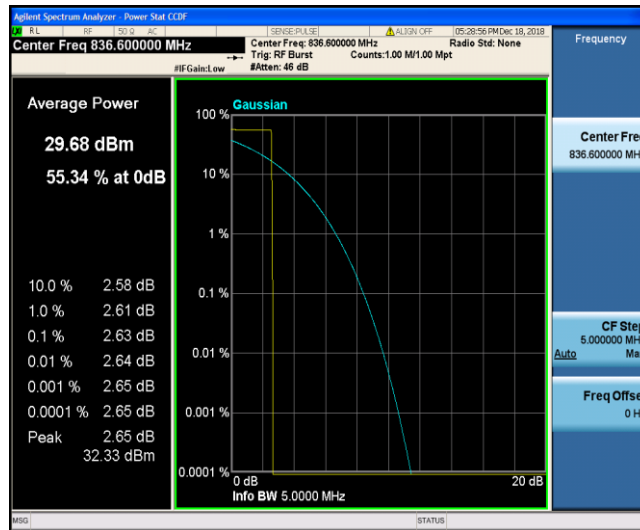 Agilent Spectrum Analyzer - Power Stat CCDF
RL RF 50 Ω AC SENSE:PULSE ALIGN OFF 05:28:56 PM Dec 18, 2018
Center Freq 836.600000 MHz
Center Freq: 836.600000 MHz Radio Std: None
Trig: RF Burst Counts:1.00 M/1.00 Mpt
#IFGain:Low #Atten: 46 dB
Frequency
Average Power
29.68 dBm
55.34 % at 0dB
10.0 % 2.58 dB
1.0 % 2.61 dB
0.1 % 2.63 dB
0.01 % 2.64 dB
0.001 % 2.65 dB
0.0001 % 2.65 dB
Peak 2.65 dB
32.33 dBm
Gaussian
100 %
10 %
1 %
0.1 %
0.01 %
0.001 %
0.0001 %
0 dB 20 dB
Info BW 5.0000 MHz
Center Fre
836.600000 MH
CF Step
5.000000 MH
Auto Ma
Freq Offse
0 H
MSG STATUS